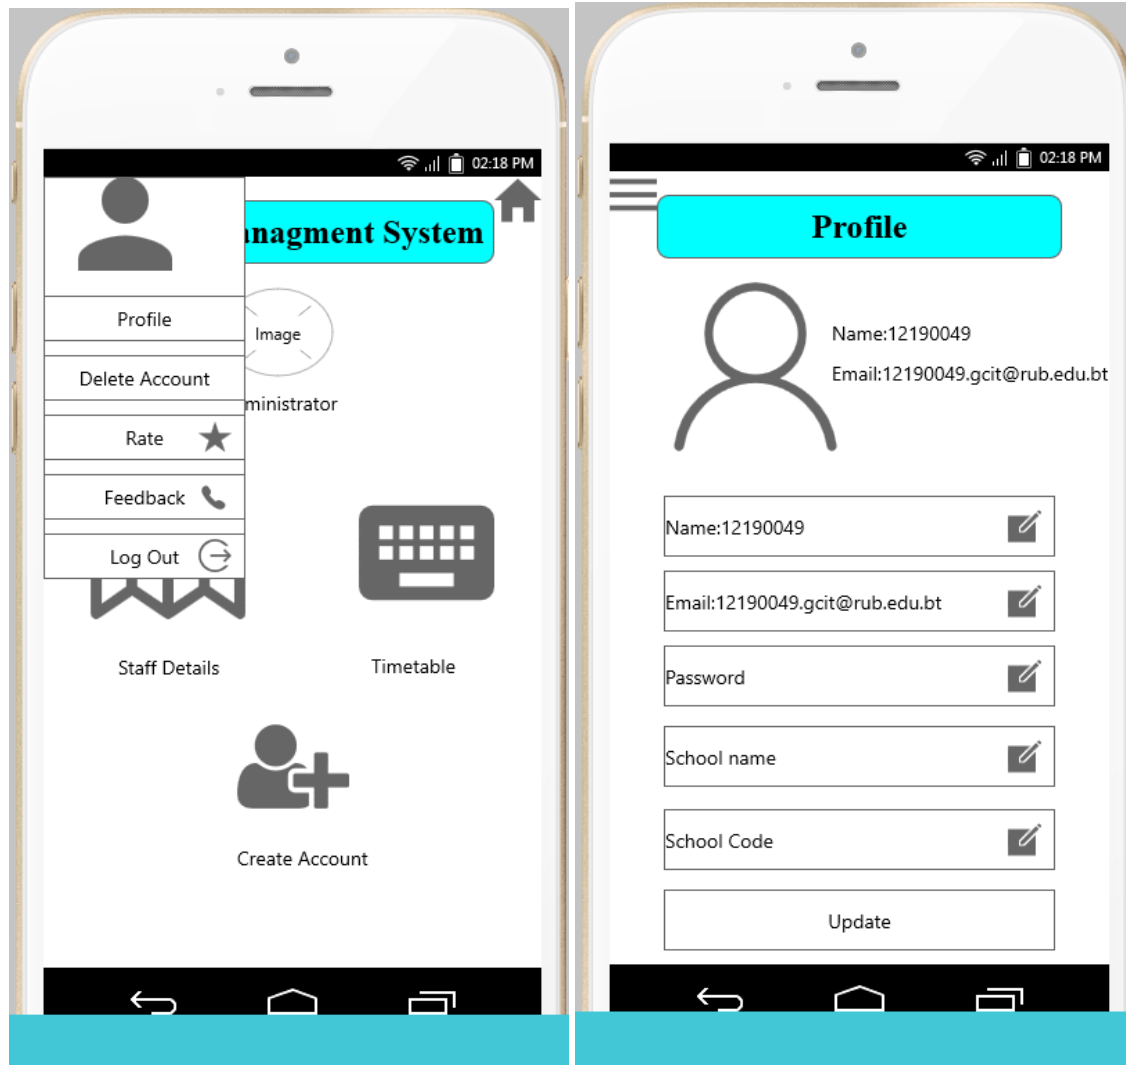 02:18 PM
anagment System
Profile
Image
Delete Account
ministrator
Rate
Feedback
Log Out
Staff Details
Timetable
Create Account
02:18 PM
Profile
Name:12190049
Email:12190049.gcit@rub.edu.bt
Name:12190049
Email:12190049.gcit@rub.edu.bt
Password
School name
School Code
Update